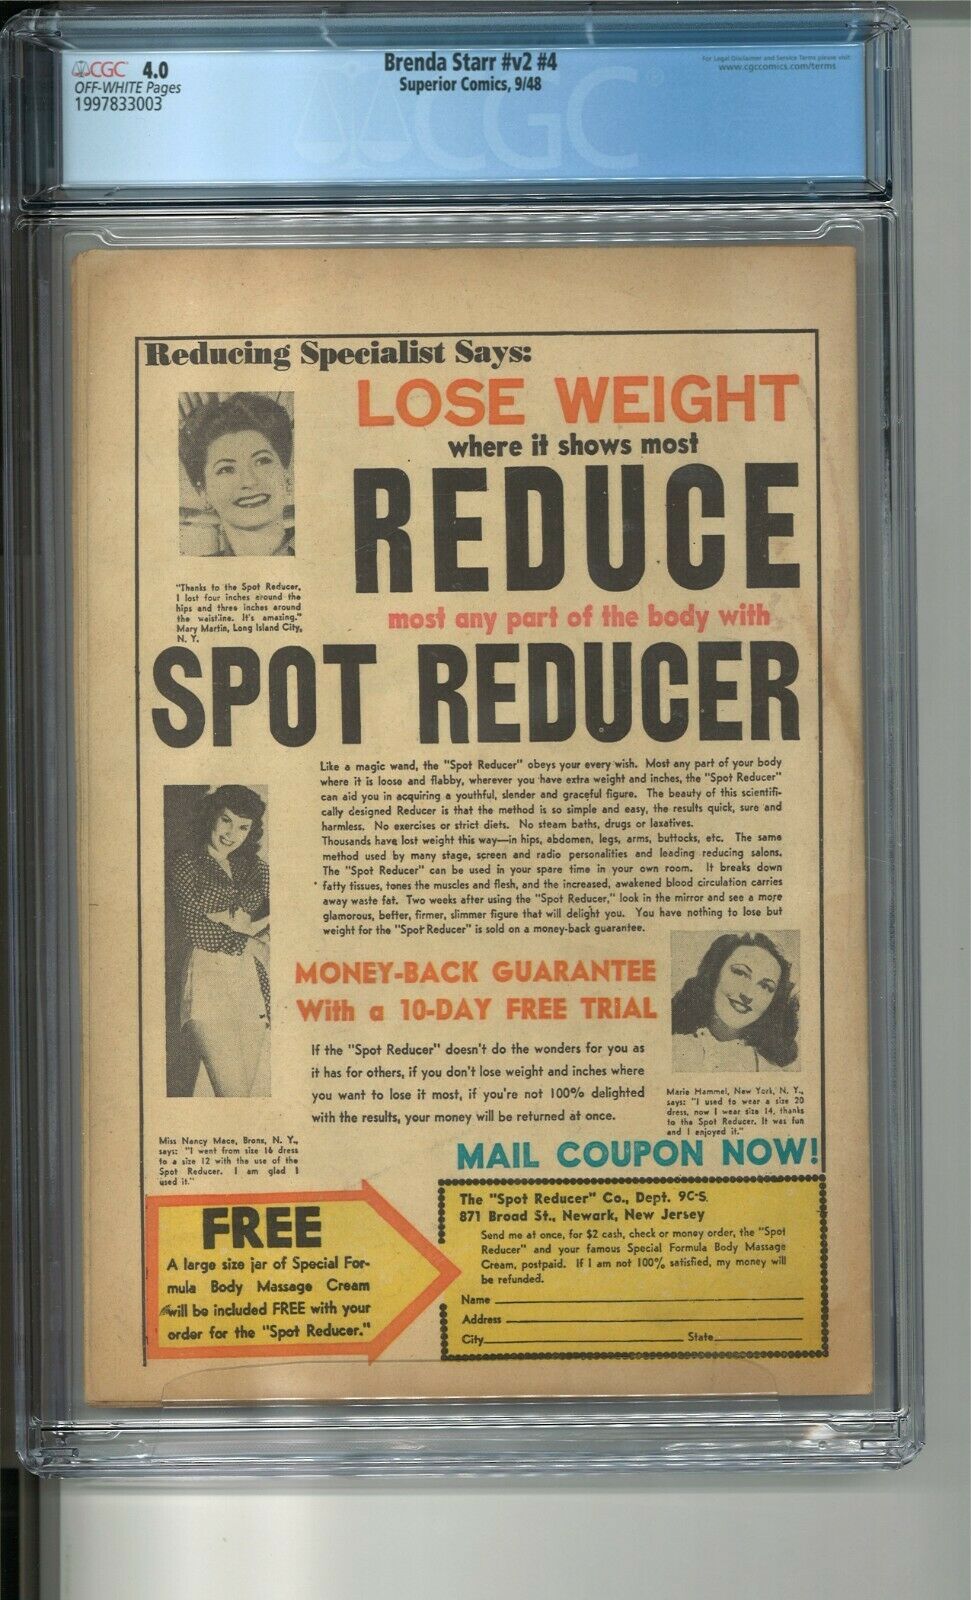 CGC 4.0
OFF-WHITE Pages
1997833003
Brenda Starr #v2 #4
Superior Comics, 9/48
For Legal Disclaimer and Service Terms please visit
www.cgccomics.com/terms
CGC®
Reducing Specialist Says:
LOSE WEIGHT
where it shows most
REDUCE
most any part of the body with
SPOT REDUCER
"Thanks to the Spot Reducer,
I lost four inches around the
hips and three inches around
the waistline. It's amazing."
Mary Martin, Long Island City,
N. Y.
Like a magic wand, the "Spot Reducer" obeys your every wish. Most any part of your body
where it is loose and flabby, wherever you have extra weight and inches, the "Spot Reducer"
can aid you in acquiring a youthful, slender and graceful figure. The beauty of this scientifi-
cally designed Reducer is that the method is so simple and easy, the results quick, sure and
harmless. No exercises or strict diets. No steam baths, drugs or laxatives.
Thousands have lost weight this way—in hips, abdomen, legs, arms, buttocks, etc. The same
method used by many stage, screen and radio personalities and leading reducing salons.
The "Spot Reducer" can be used in your spare time in your own room. It breaks down
fatty tissues, tones the muscles and flesh, and the increased, awakened blood circulation carries
away waste fat. Two weeks after using the "Spot Reducer," look in the mirror and see a more
glamorous, better, firmer, slimmer figure that will delight you. You have nothing to lose but
weight for the "Spot Reducer" is sold on a money-back guarantee.
MONEY-BACK GUARANTEE
With a 10-DAY FREE TRIAL
If the "Spot Reducer" doesn't do the wonders for you as
it has for others, if you don't lose weight and inches where
you want to lose it most, if you're not 100% delighted
with the results, your money will be returned at once.
Marie Hammel, New York, N. Y.,
says: "I used to wear a size 20
dress, now I wear size 14, thanks
to the Spot Reducer. It was fun
and I enjoyed it."
Miss Nancy Mace, Bronx, N. Y.,
says: "I went from size 16 dress
to a size 12 with the use of the
Spot Reducer. I am glad I
used it."
MAIL COUPON NOW!
FREE
A large size jar of Special For-
mula Body Massage Cream
will be included FREE with your
order for the "Spot Reducer."
The "Spot Reducer" Co., Dept. 9C-S
871 Broad St., Newark, New Jersey
Send me at once, for $2 cash, check or money order, the "Spot
Reducer" and your famous Special Formula Body Massage
Cream, postpaid. If I am not 100% satisfied, my money will
be refunded.
Name
Address
City State